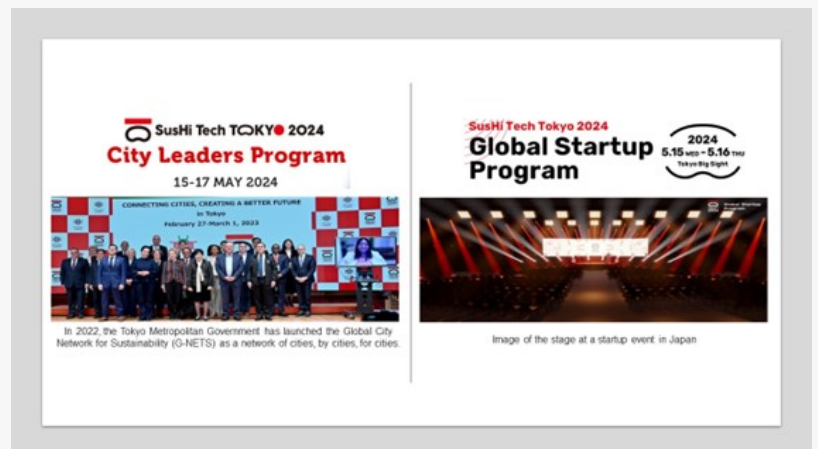 SusHi Tech TOKYO 2024
City Leaders Program
15-17 MAY 2024
CONNECTING CITIES, CREATING A BETTER FUTURE
in Tokyo
February 27-March 1, 2023
In 2022, the Tokyo Metropolitan Government has launched the Global City
Network for Sustainability (G-NETS) as a network of cities, by cities, for cities.
SusHi Tech Tokyo 2024
Global Startup
Program
2024
5.15 WED - 5.16 THU
Tokyo Big Sight
Global Startup
Program
Image of the stage at a startup event in Japan